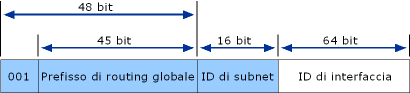 48 bit
45 bit
16 bit
64 bit
001
Prefisso di routing globale
ID di subnet
ID di interfaccia